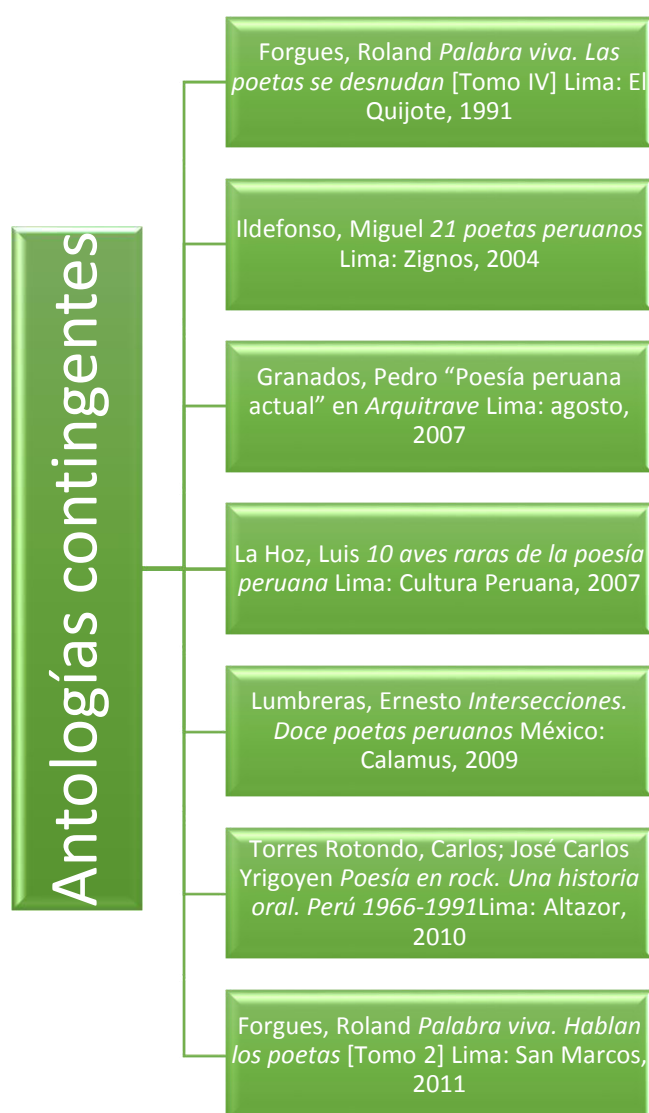 Antologías contingentes
Forgues, Roland Palabra viva. Las
poetas se desnudan [Tomo IV] Lima: El
Quijote, 1991
Ildefonso, Miguel 21 poetas peruanos
Lima: Zignos, 2004
Granados, Pedro “Poesía peruana
actual” en Arquitrave Lima: agosto,
2007
La Hoz, Luis 10 aves raras de la poesía
peruana Lima: Cultura Peruana, 2007
Lumbreras, Ernesto Intersecciones.
Doce poetas peruanos México:
Calamus, 2009
Torres Rotondo, Carlos; José Carlos
Yrigoyen Poesía en rock. Una historia
oral. Perú 1966-1991Lima: Altazor,
2010
Forgues, Roland Palabra viva. Hablan
los poetas [Tomo 2] Lima: San Marcos,
2011